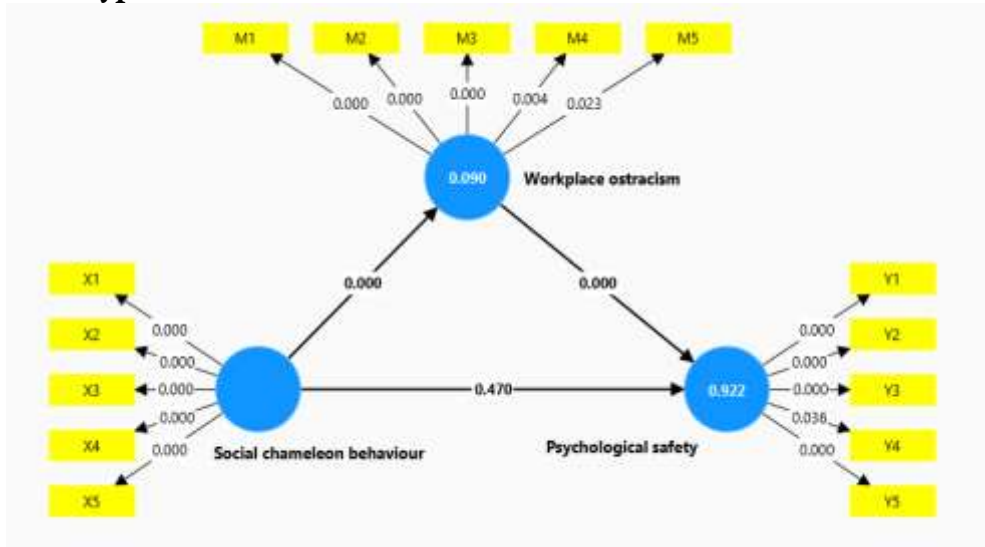 M1 M2 M3 M4 M5
0.000 0.000 0.000 0.004 0.023
0.090 Workplace ostracism
0.000 0.000
X1 Y1
0.000 0.000
X2 Y2
0.000 0.000
X3 0.000 0.470 0.922 0.000 Y3
0.000 0.036
X4 Y4
0.000 0.000
Social chameleon behaviour Psychological safety
X5 Y5